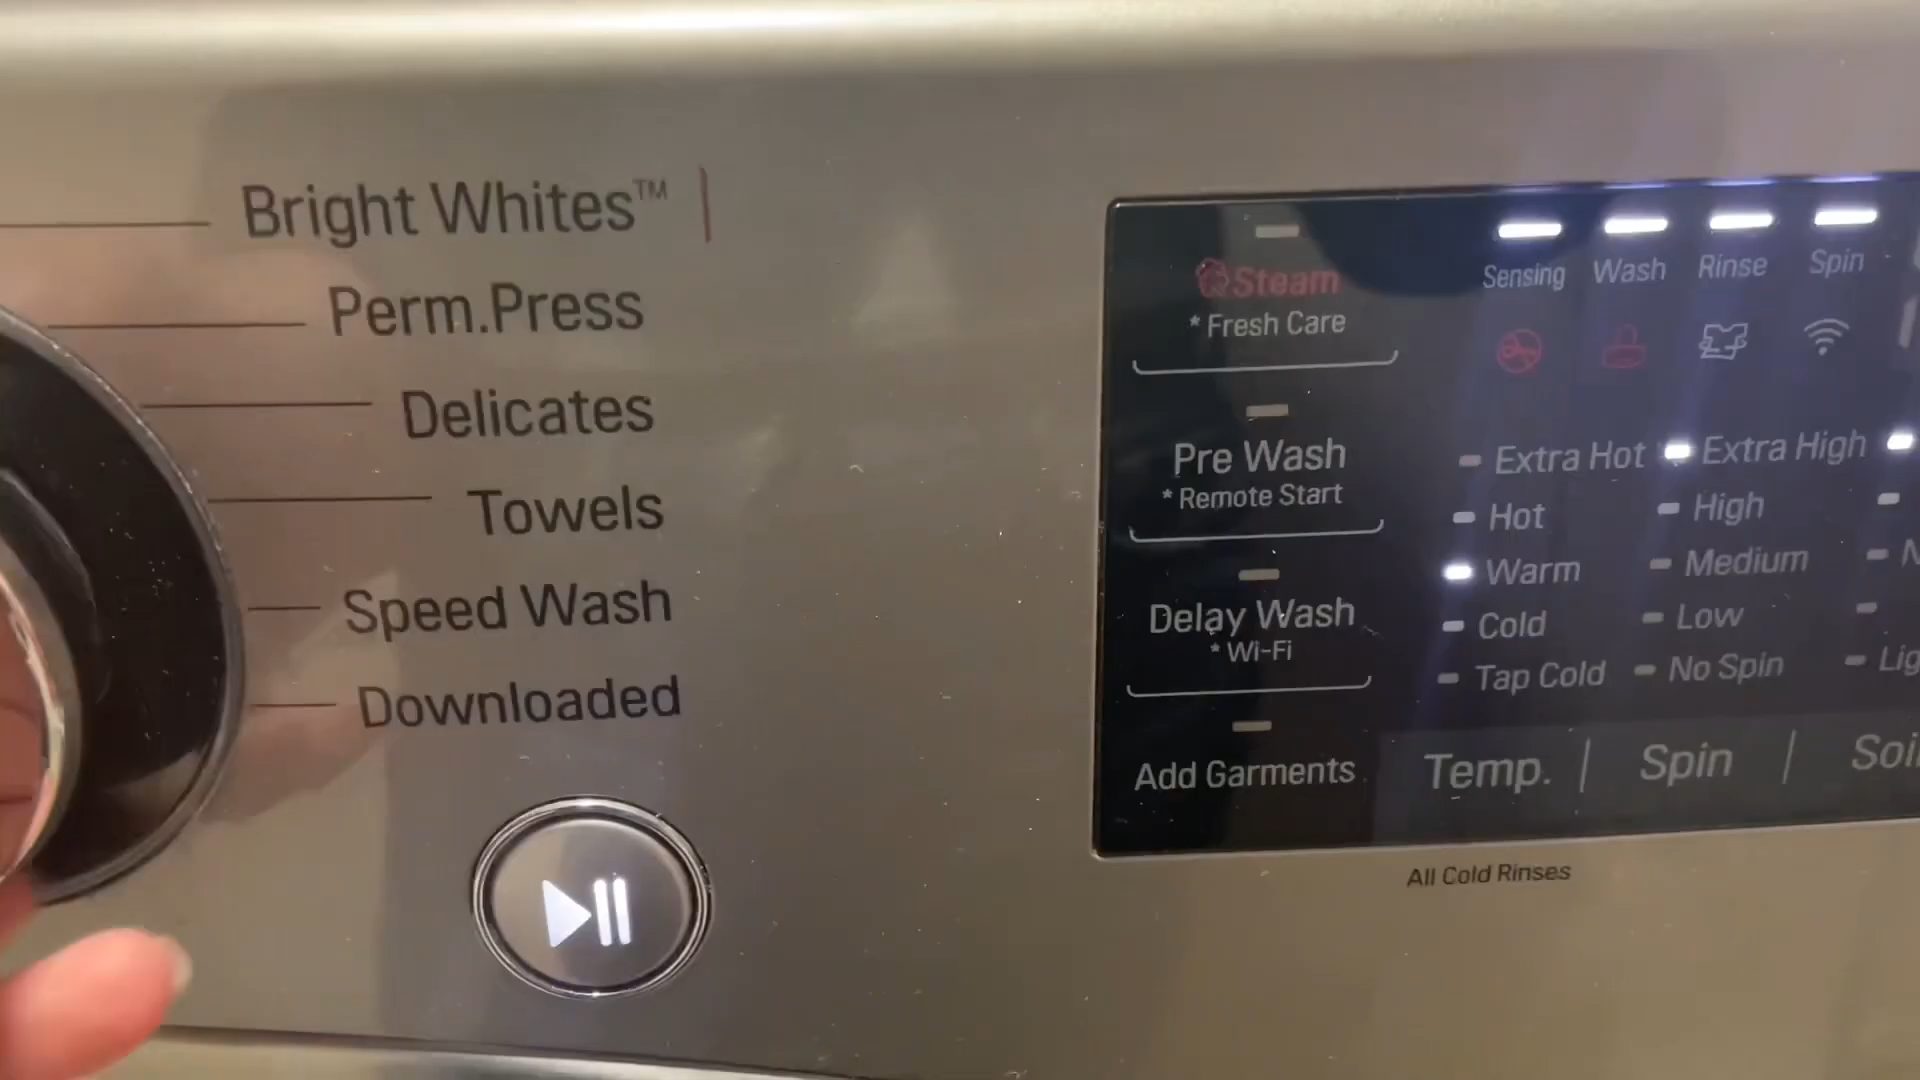 Bright Whites™
Perm.Press
Delicates
Towels
Speed Wash
Downloaded
Steam
* Fresh Care
Pre Wash
* Remote Start
Delay Wash
* Wi-Fi
Add Garments
Sensing Wash Rinse Spin
Extra Hot Extra High
Hot High
Warm Medium
Cold Low
Tap Cold No Spin
Temp. | Spin |
All Cold Rinses